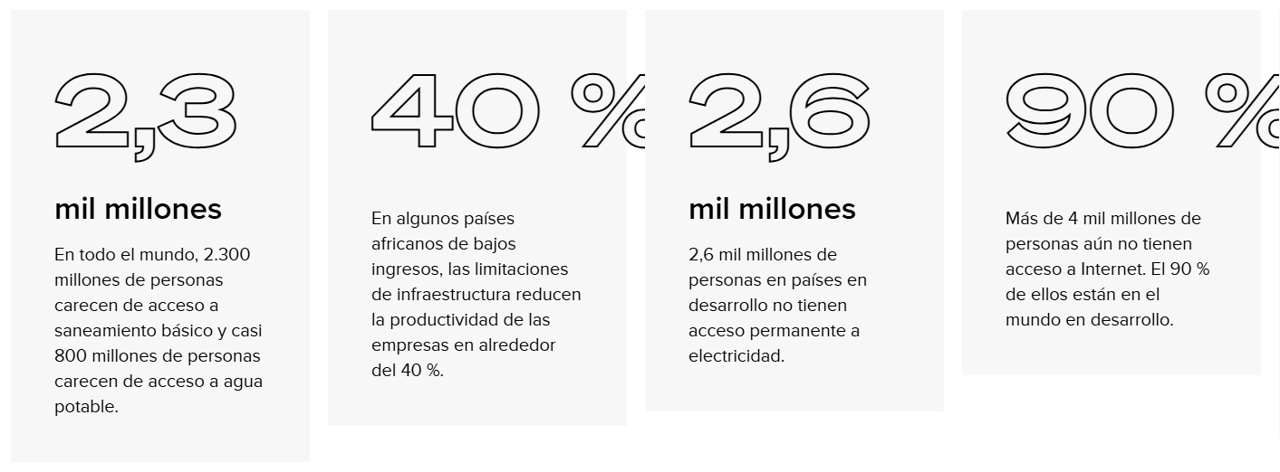 2,3
mil millones
En todo el mundo, 2.300
millones de personas
carecen de acceso a
saneamiento básico y casi
800 millones de personas
carecen de acceso a agua
potable.
40 %
En algunos países
africanos de bajos
ingresos, las limitaciones
de infraestructura reducen
la productividad de las
empresas en alrededor
del 40 %.
2,6
mil millones
2,6 mil millones de
personas en países en
desarrollo no tienen
acceso permanente a
electricidad.
90 %
Más de 4 mil millones de
personas aún no tienen
acceso a Internet. El 90 %
de ellos están en el
mundo en desarrollo.